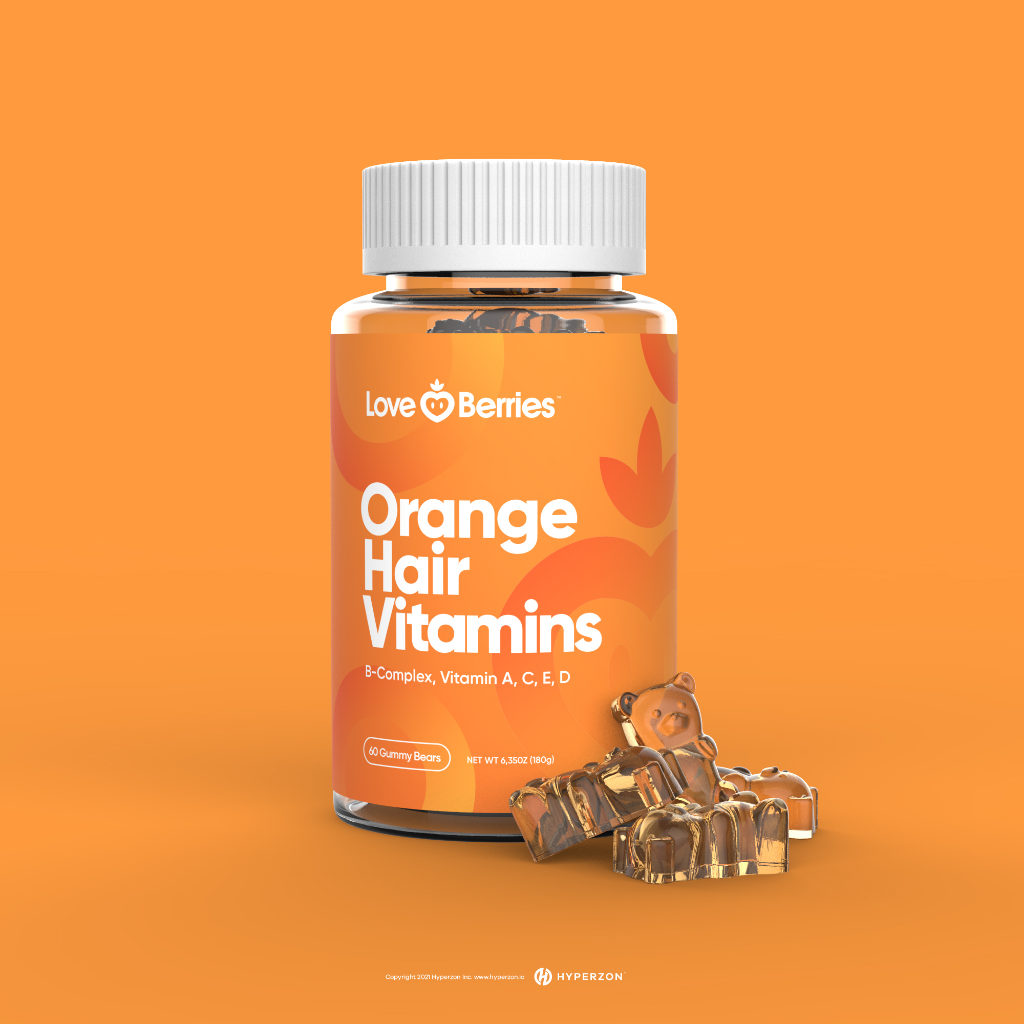 Love Berries™
Orange
Hair
Vitamins
B-Complex, Vitamin A, C, E, D
60 Gummy Bears
NET WT 6,35OZ (180g)
Copyright 2021 Hyperzon Inc. www.hyperzon.io
HYPERZON